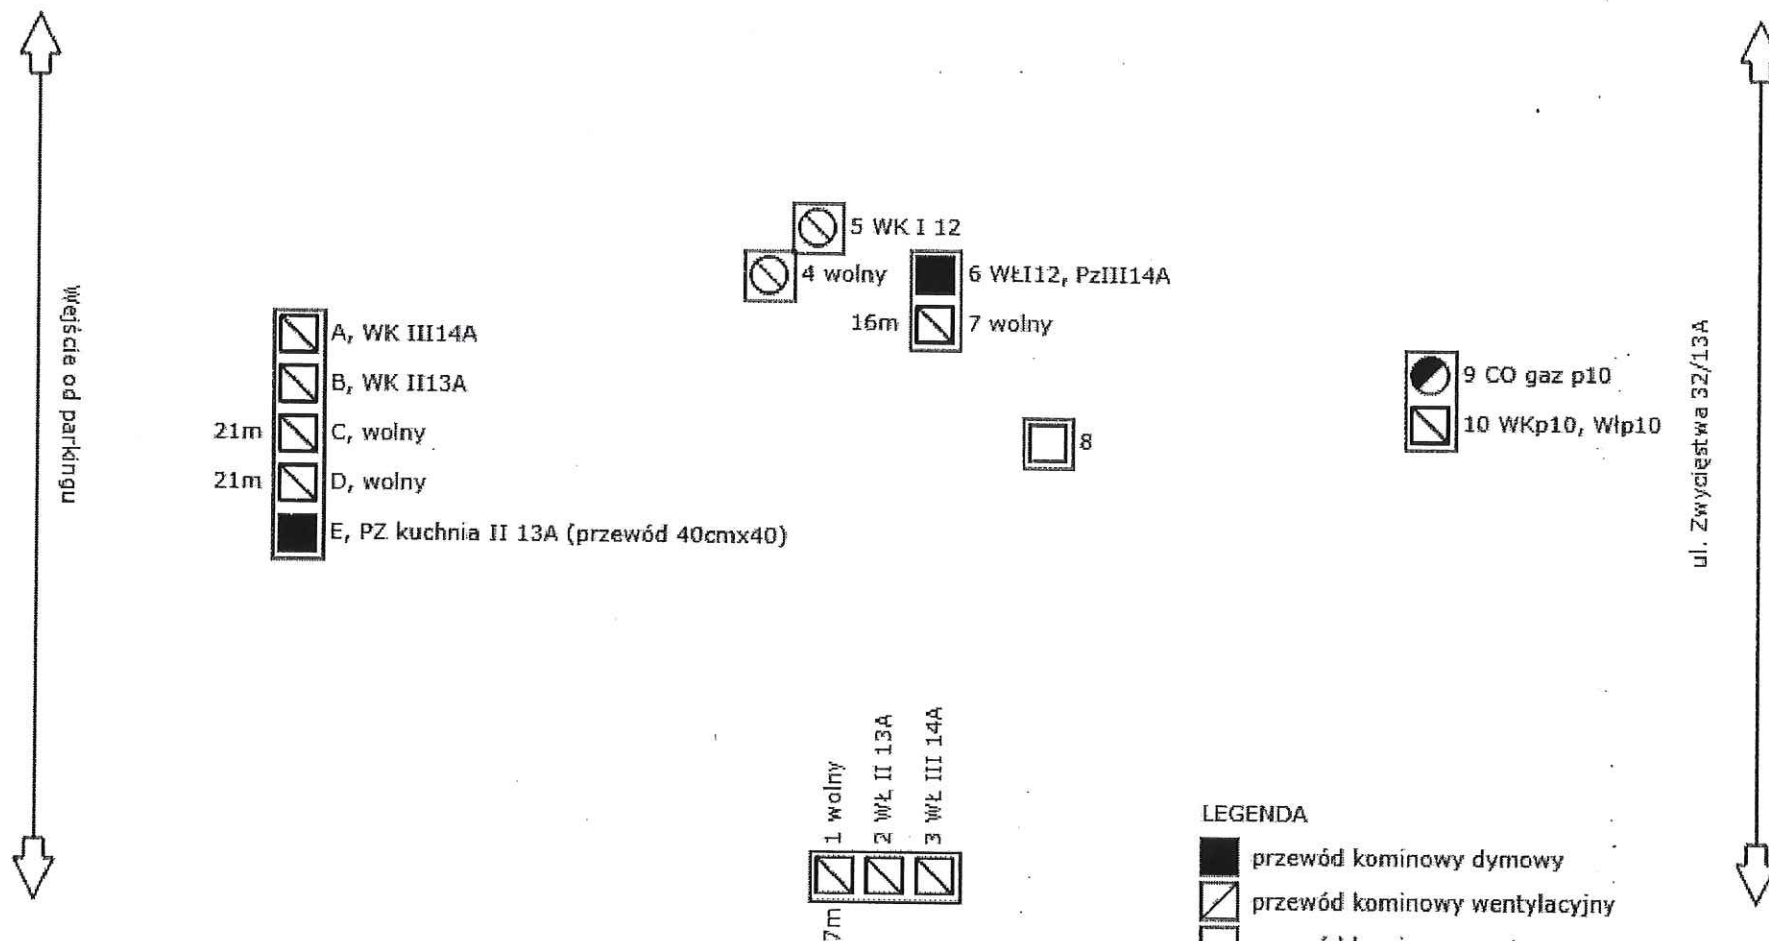 wejście od parkingu
5 WK I 12
4 wolny
6 WŁI12, PzIII14A
16m
7 wolny
A, WK III14A
B, WK II13A
21m
C, wolny
21m
D, wolny
E, PZ kuchnia II 13A (przewód 40cmx40)
8
9 CO gaz p10
10 WKp10, Włp10
ul. Zwycięstwa 32/13A
1 wolny
2 WŁ II 13A
3 WŁ III 14A
7m
LEGENDA
przewód kominowy dymowy
przewód kominowy wentylacyjny